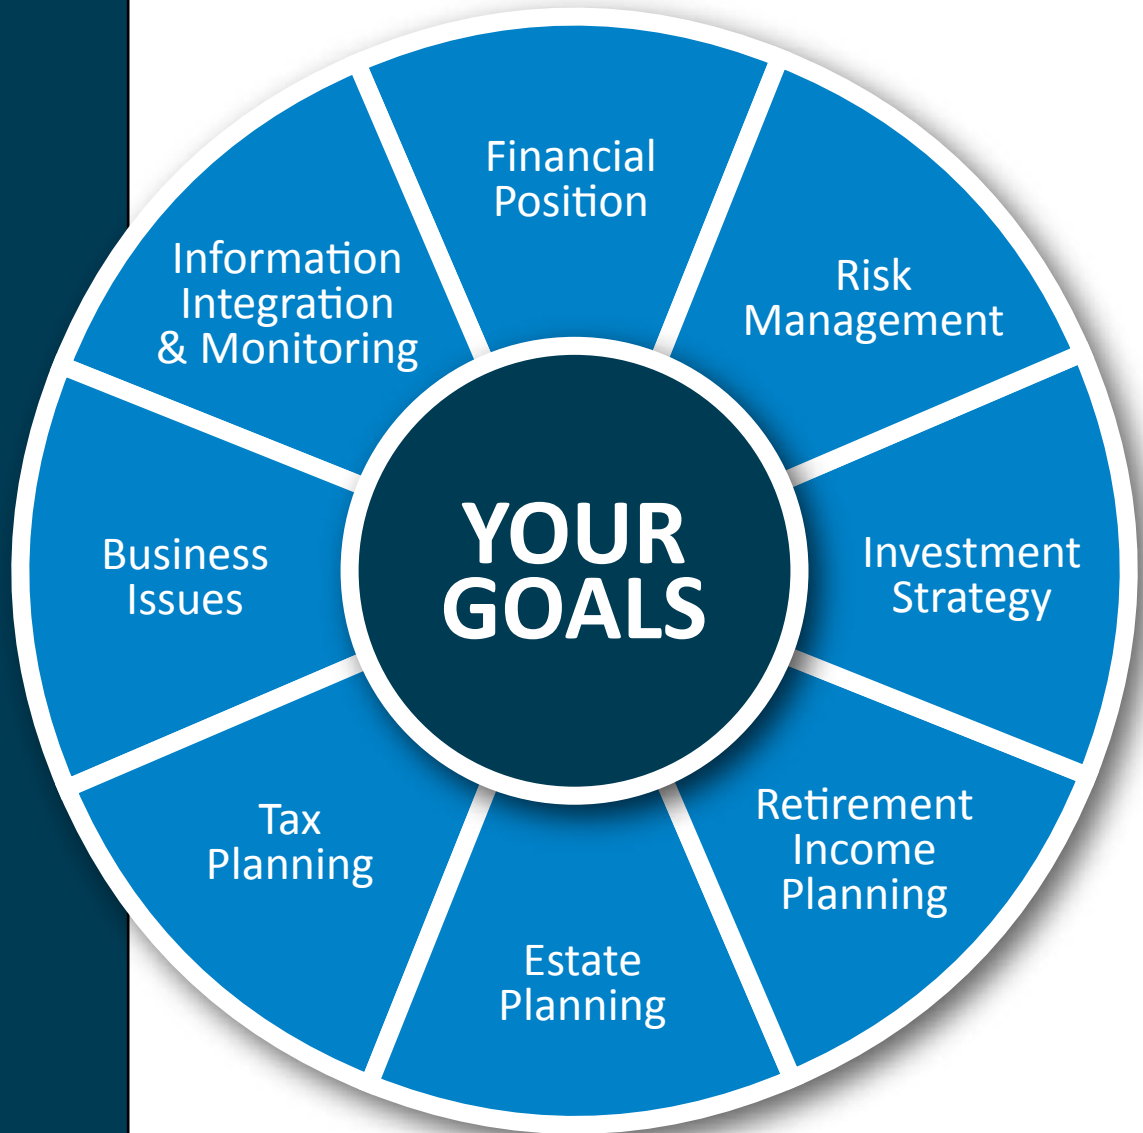 Financial
Position
Risk
Management
Investment
Strategy
Retirement
Income
Planning
Estate
Planning
Tax
Planning
Business
Issues
Information
Integration
& Monitoring
YOUR
GOALS